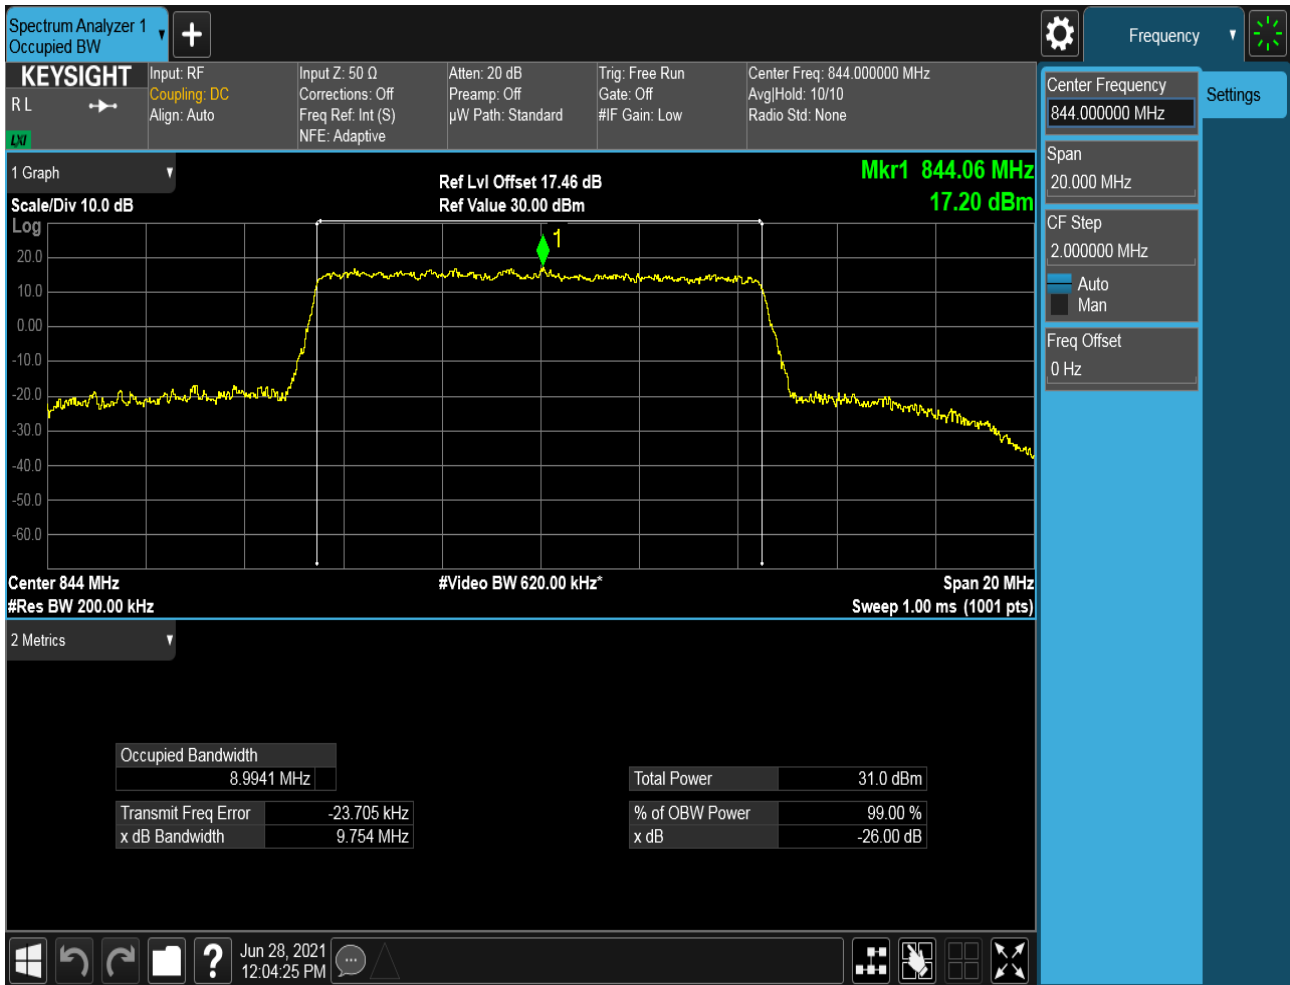 Spectrum Analyzer 1
Occupied BW
Frequency
KEYSIGHT
R L
LXI
Input: RF
Coupling: DC
Align: Auto
Input Z: 50 Ω
Corrections: Off
Freq Ref: Int (S)
NFE: Adaptive
Atten: 20 dB
Preamp: Off
µW Path: Standard
Trig: Free Run
Gate: Off
#IF Gain: Low
Center Freq: 844.000000 MHz
Avg|Hold: 10/10
Radio Std: None
Center Frequency
844.000000 MHz
Settings
Span
20.000 MHz
CF Step
2.000000 MHz
Auto
Man
Freq Offset
0 Hz
1 Graph
Scale/Div 10.0 dB
Ref Lvl Offset 17.46 dB
Ref Value 30.00 dBm
Mkr1 844.06 MHz
17.20 dBm
Log
1
20.0
10.0
0.00
-10.0
-20.0
-30.0
-40.0
-50.0
-60.0
Center 844 MHz
#Video BW 620.00 kHz*
Span 20 MHz
#Res BW 200.00 kHz
Sweep 1.00 ms (1001 pts)
2 Metrics
Occupied Bandwidth
8.9941 MHz
Transmit Freq Error -23.705 kHz
x dB Bandwidth 9.754 MHz
Total Power 31.0 dBm
% of OBW Power 99.00 %
x dB -26.00 dB
?
Jun 28, 2021
12:04:25 PM